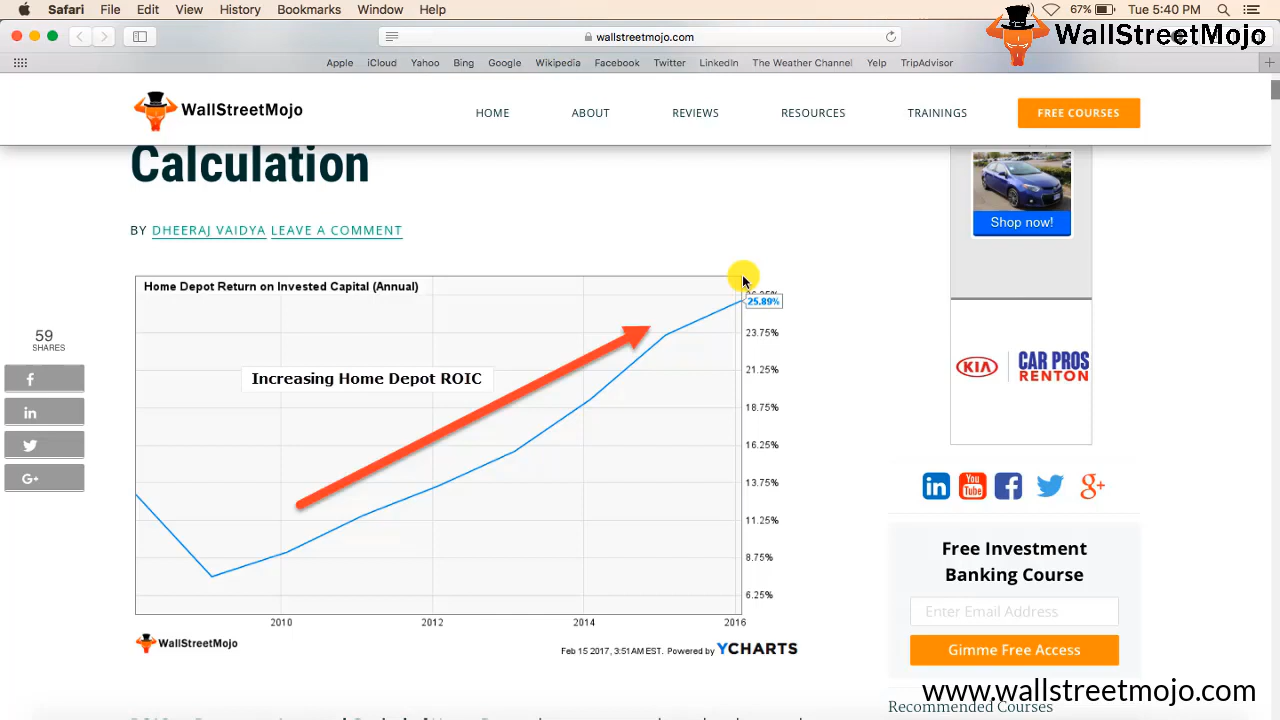 Safari File Edit View History Bookmarks Window Help
67% Tue 5:40 PM
WallStreetMojo
wallstreetmojo.com
Apple iCloud Yahoo Bing Google Wikipedia Facebook Twitter LinkedIn The Weather Channel Yelp TripAdvisor
WallStreetMojo
HOME ABOUT REVIEWS RESOURCES TRAININGS FREE COURSES
Calculation
BY DHEERAJ VAIDYA LEAVE A COMMENT
59
SHARES
Home Depot Return on Invested Capital (Annual)
Increasing Home Depot ROIC
25.89%
23.75%
21.25%
18.75%
16.25%
13.75%
11.25%
8.75%
6.25%
2010 2012 2014 2016
WallStreetMojo
Feb 15 2017, 3:51AM EST. Powered by YCHARTS
Shop now!
KIA CAR PROS
RENTON
You
Tube
Free Investment
Banking Course
Enter Email Address
Gimme Free Access
www.wallstreetmojo.com
Recommended Courses